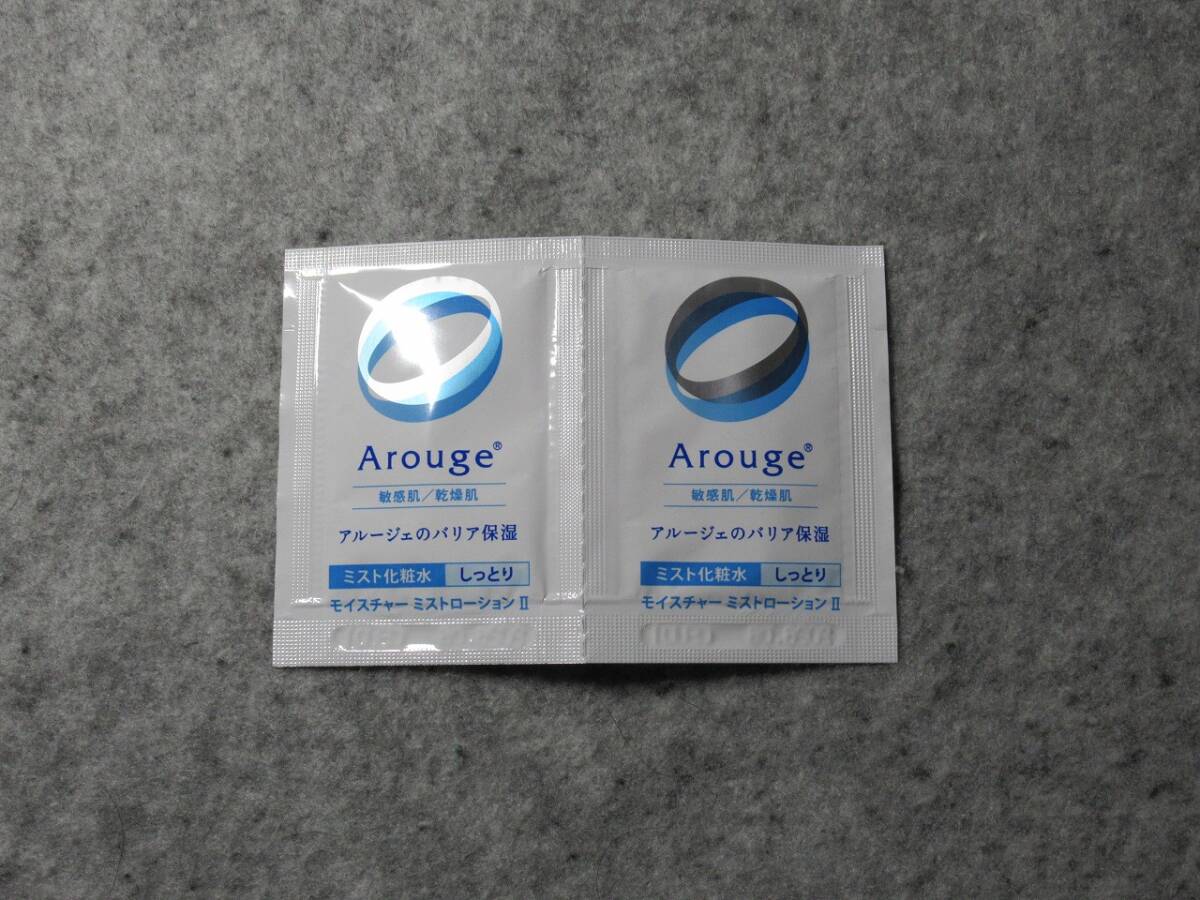 Arouge®
敏感肌/乾燥肌
アルージェのバリア保湿
ミスト化粧水 しっとり
モイスチャー ミストローション Ⅱ
Arouge®
敏感肌/乾燥肌
アルージェのバリア保湿
ミスト化粧水 しっとり
モイスチャー ミストローション Ⅱ